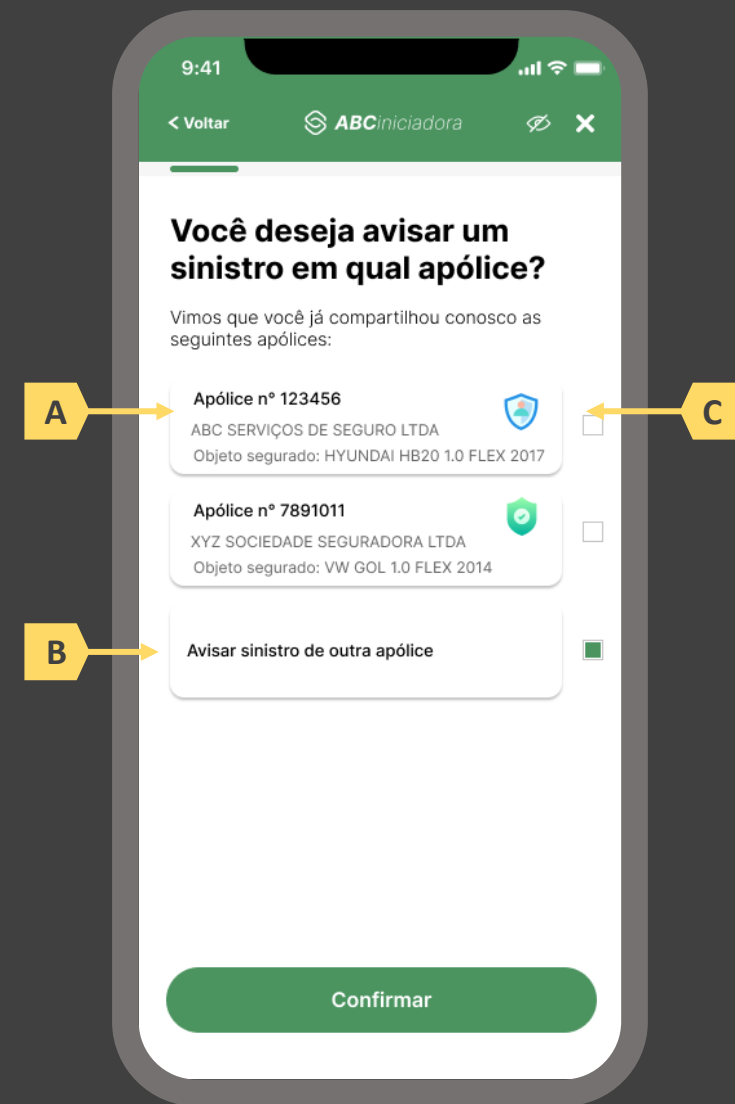 9:41
< Voltar
ABCiniciadora
Você deseja avisar um
sinistro em qual apólice?
Vimos que você já compartilhou conosco as
seguintes apólices:
A
Apólice n° 123456
C
ABC SERVIÇOS DE SEGURO LTDA
Objeto segurado: HYUNDAI HB20 1.0 FLEX 2017
Apólice n° 7891011
XYZ SOCIEDADE SEGURADORA LTDA
Objeto segurado: VW GOL 1.0 FLEX 2014
B
Avisar sinistro de outra apólice
Confirmar